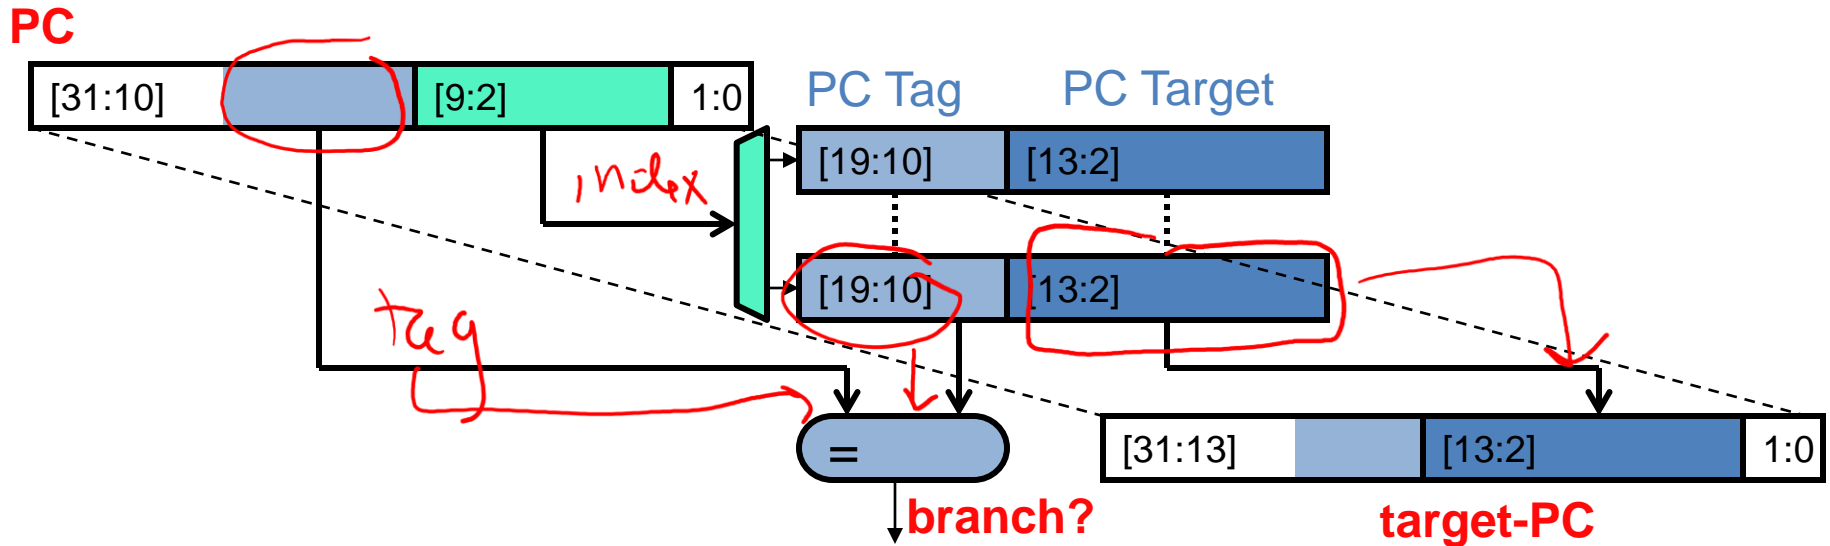 PC
[31:10] [9:2] 1:0
PC Tag PC Target
[19:10] [13:2]
index
[19:10] [13:2]
tag
=
[31:13] [13:2] 1:0
branch?
target-PC